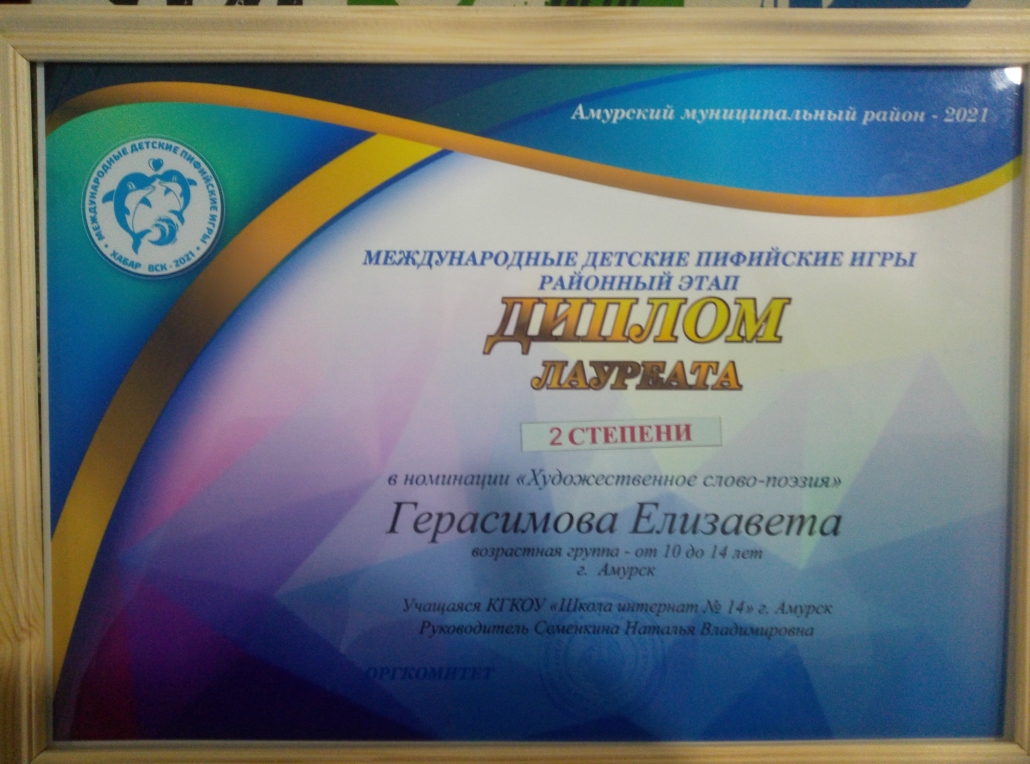 Амурский муниципальный район - 2021
МЕЖДУНАРОДНЫЕ ДЕТСКИЕ ПИФИЙСКИЕ ИГРЫ
ХАБАР ВСК - 2021
МЕЖДУНАРОДНЫЕ ДЕТСКИЕ ПИФИЙСКИЕ ИГРЫ
РАЙОННЫЙ ЭТАП
ДИПЛОМ
ЛАУРЕАТА
2 СТЕПЕНИ
в номинации «Художественное слово-поэзия»
Герасимова Елизавета
возрастная группа - от 10 до 14 лет
г. Амурск
Учащаяся КГКОУ «Школа интернат № 14» г. Амурск
Руководитель Семенкина Наталья Владимировна
ОРГКОМИТЕТ